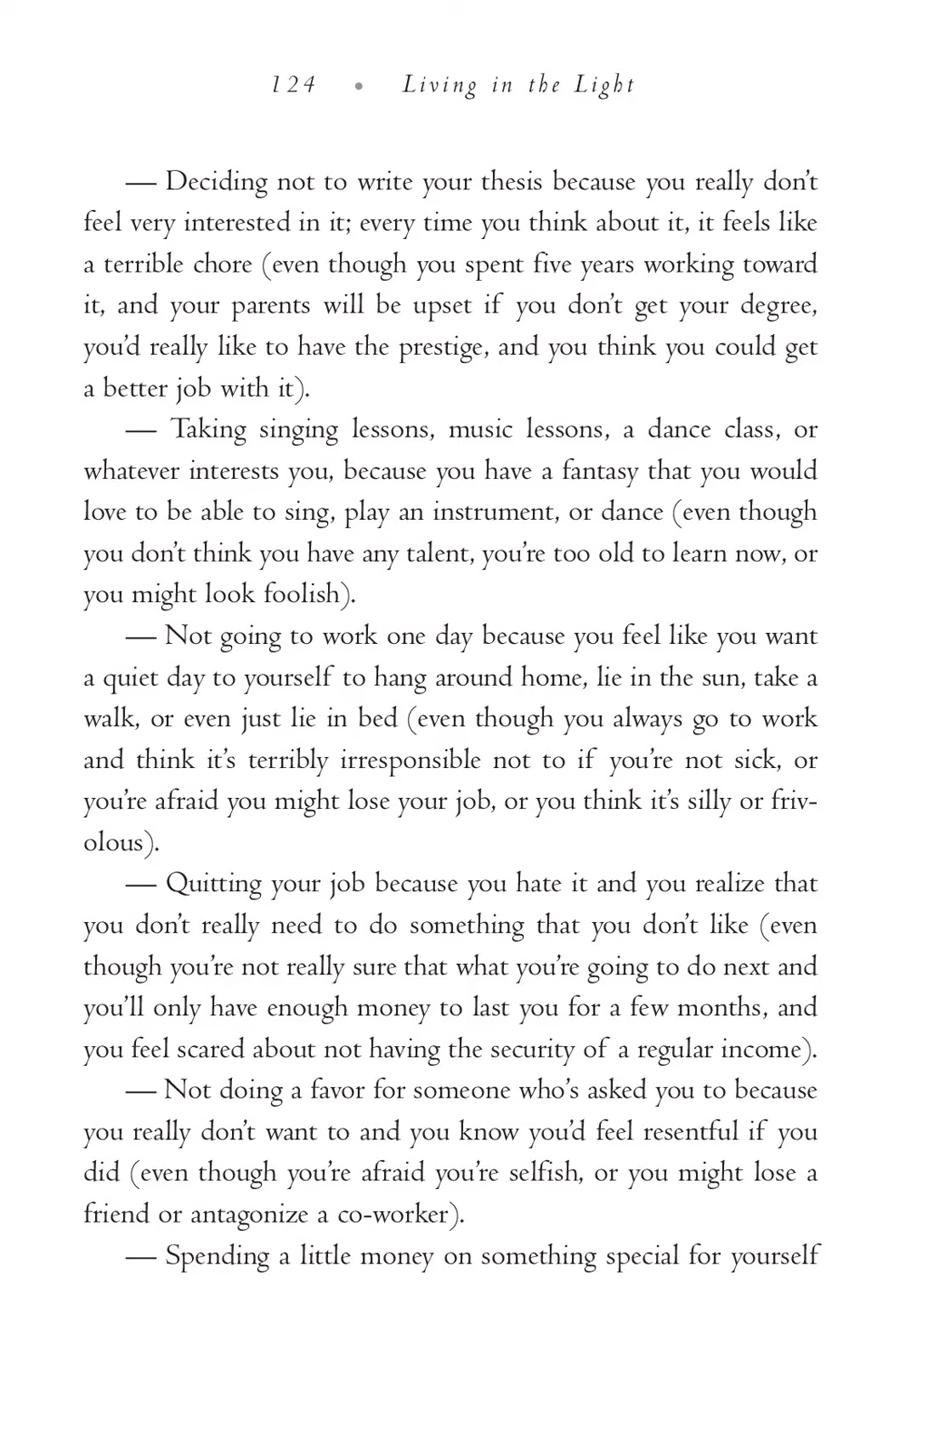 124 • Living in the Light
— Deciding not to write your thesis because you really don't
feel very interested in it; every time you think about it, it feels like
a terrible chore (even though you spent five years working toward
it, and your parents will be upset if you don't get your degree,
you'd really like to have the prestige, and you think you could get
a better job with it).
— Taking singing lessons, music lessons, a dance class, or
whatever interests you, because you have a fantasy that you would
love to be able to sing, play an instrument, or dance (even though
you don't think you have any talent, you're too old to learn now, or
you might look foolish).
— Not going to work one day because you feel like you want
a quiet day to yourself to hang around home, lie in the sun, take a
walk, or even just lie in bed (even though you always go to work
and think it's terribly irresponsible not to if you're not sick, or
you're afraid you might lose your job, or you think it's silly or friv-
olous).
— Quitting your job because you hate it and you realize that
you don't really need to do something that you don't like (even
though you're not really sure that what you're going to do next and
you'll only have enough money to last you for a few months, and
you feel scared about not having the security of a regular income).
— Not doing a favor for someone who's asked you to because
you really don't want to and you know you'd feel resentful if you
did (even though you're afraid you're selfish, or you might lose a
friend or antagonize a co-worker).
— Spending a little money on something special for yourself